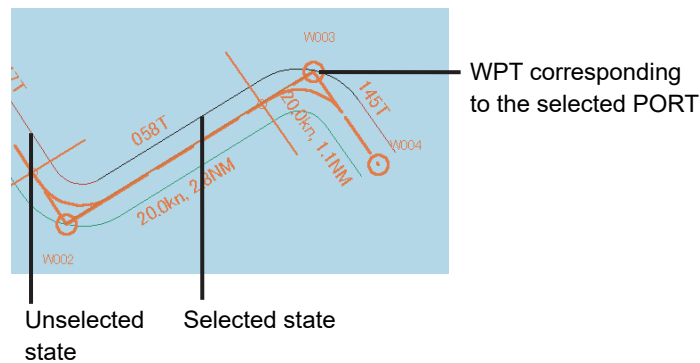 W003
WPT corresponding
to the selected PORT
7T
058T
145T
20.0kn, 1.1NM
W004
20.0kn, 2.8NM
W002
Unselected
state
Selected state